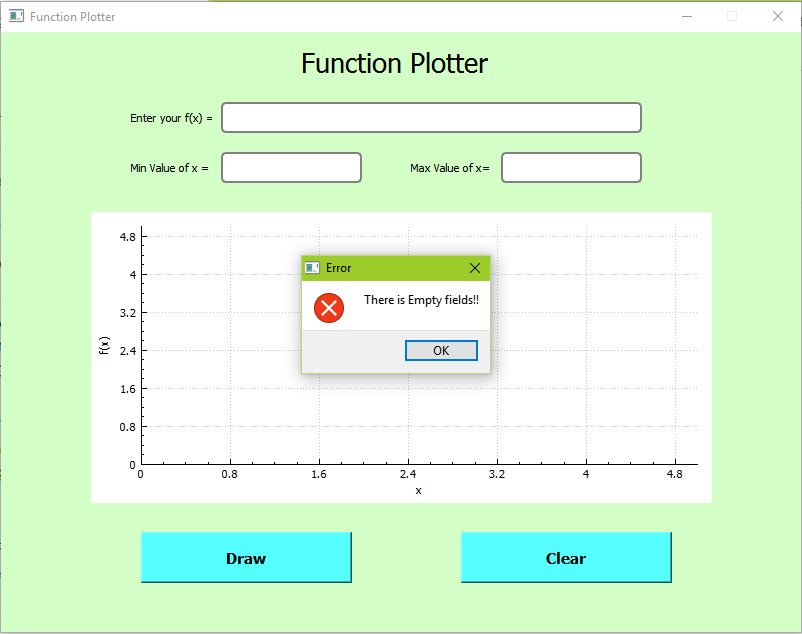 Function Plotter
Function Plotter
Enter your f(x) =
Min Value of x =
Max Value of x=
4.8
4
3.2
2.4
1.6
0.8
0
f(x)
Error
There is Empty fields!!
OK
0 0.8 1.6 2.4 3.2 4 4.8
x
Draw
Clear